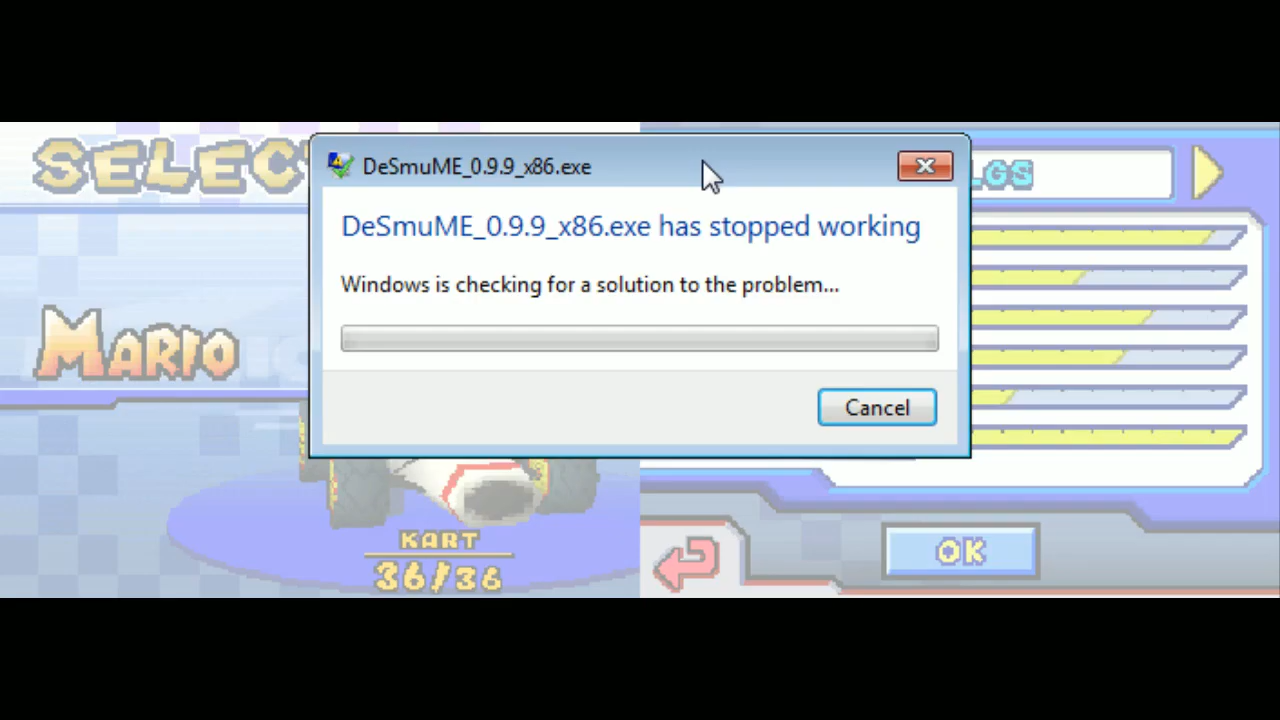 SELECT
DeSmuME_0.9.9_x86.exe
DeSmuME_0.9.9_x86.exe has stopped working
Windows is checking for a solution to the problem...
Cancel
MARIO
KART
36/36
OK